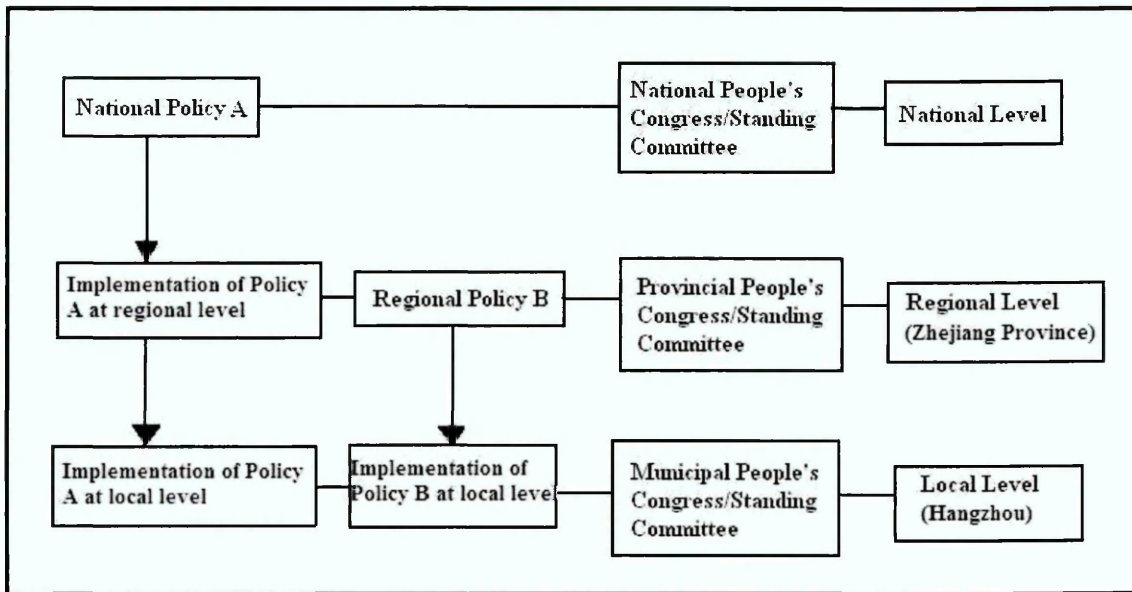 National Policy A
National People's
Congress/Standing
Committee
National Level
Implementation of Policy
A at regional level
Regional Policy B
Provincial People's
Congress/Standing
Committee
Regional Level
(Zhejiang Province)
Implementation of Policy
A at local level
Implementation of
Policy B at local level
Municipal People's
Congress/Standing
Committee
Local Level
(Hangzhou)